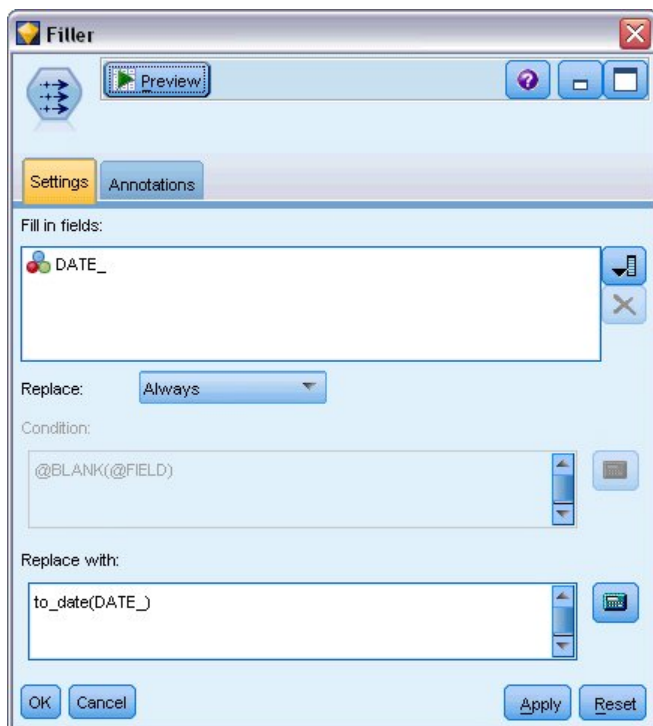 Filler
Preview
?
Settings Annotations
Fill in fields:
DATE_
Replace: Always
Condition:
@BLANK(@FIELD)
Replace with:
to_date(DATE_)
OK Cancel Apply Reset